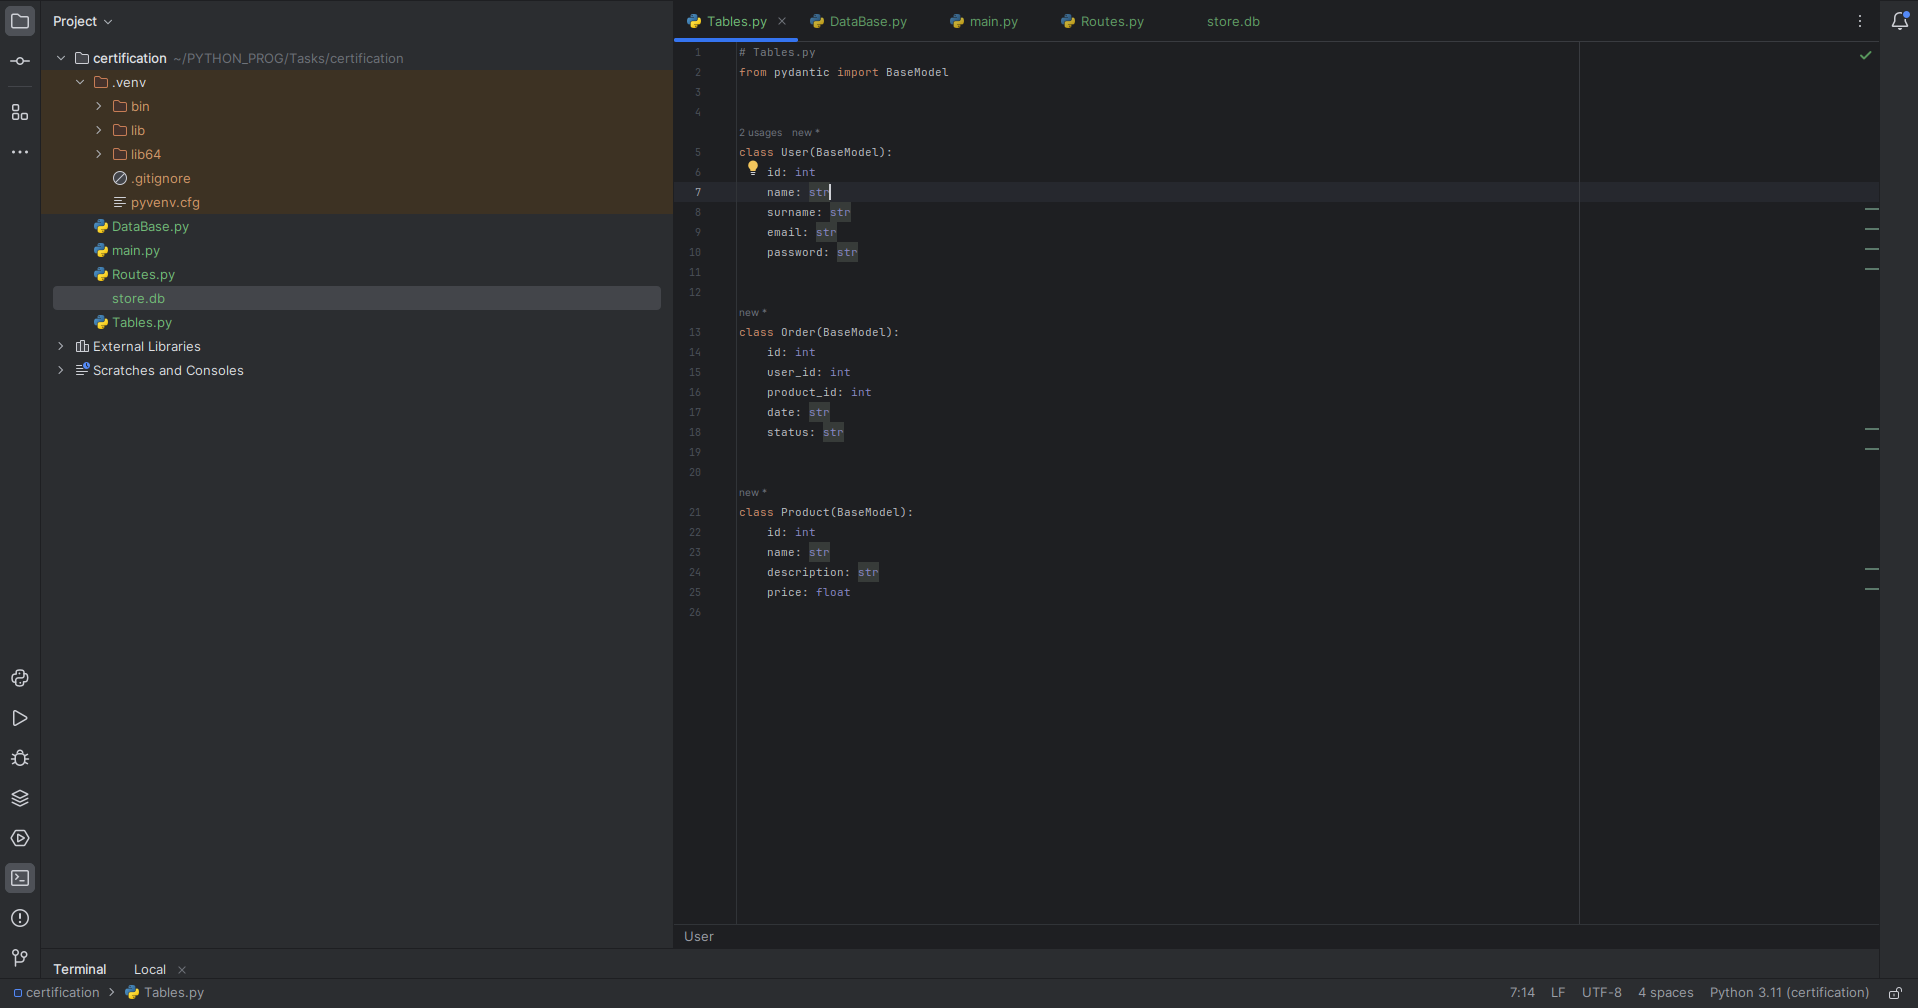 Project
certification ~/PYTHON_PROG/Tasks/certification
.venv
bin
lib
lib64
.gitignore
pyvenv.cfg
DataBase.py
main.py
Routes.py
store.db
Tables.py
External Libraries
Scratches and Consoles
Tables.py DataBase.py main.py Routes.py store.db
1 # Tables.py
2 from pydantic import BaseModel
3
4
2 usages new *
5 class User(BaseModel):
6 id: int
7 name: str
8 surname: str
9 email: str
10 password: str
11
12
new *
13 class Order(BaseModel):
14 id: int
15 user_id: int
16 product_id: int
17 date: str
18 status: str
19
20
new *
21 class Product(BaseModel):
22 id: int
23 name: str
24 description: str
25 price: float
26
User
Terminal Local
certification Tables.py
7:14 LF UTF-8 4 spaces Python 3.11 (certification)